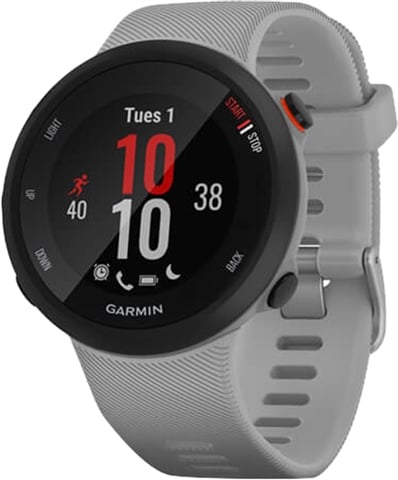 LIGHT
UP
DOWN
START
STOP
BACK
Tues 1
10
10
40
38
GARMIN